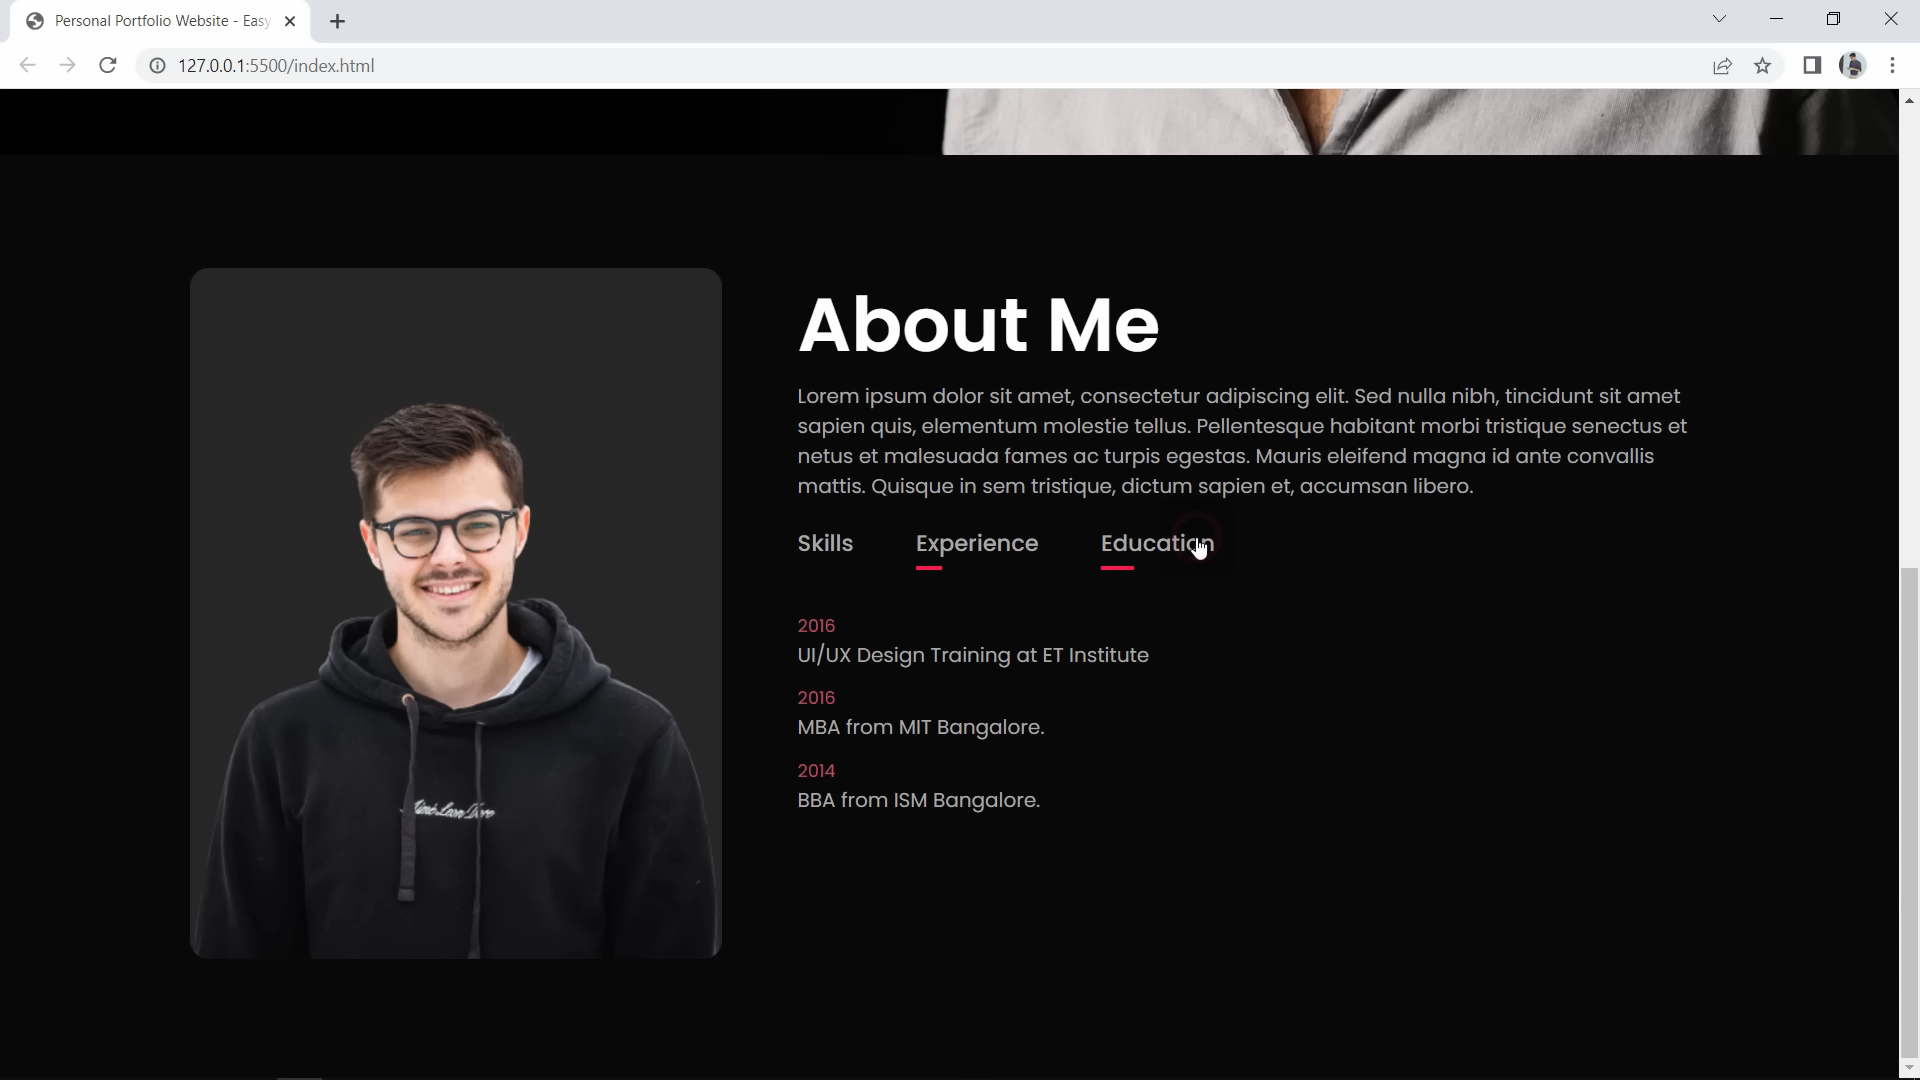 Personal Portfolio Website - Easy
127.0.0.1:5500/index.html
About Me
Lorem ipsum dolor sit amet, consectetur adipiscing elit. Sed nulla nibh, tincidunt sit amet
sapien quis, elementum molestie tellus. Pellentesque habitant morbi tristique senectus et
netus et malesuada fames ac turpis egestas. Mauris eleifend magna id ante convallis
mattis. Quisque in sem tristique, dictum sapien et, accumsan libero.
Skills Experience Education
2016
UI/UX Design Training at ET Institute
2016
MBA from MIT Bangalore.
2014
BBA from ISM Bangalore.